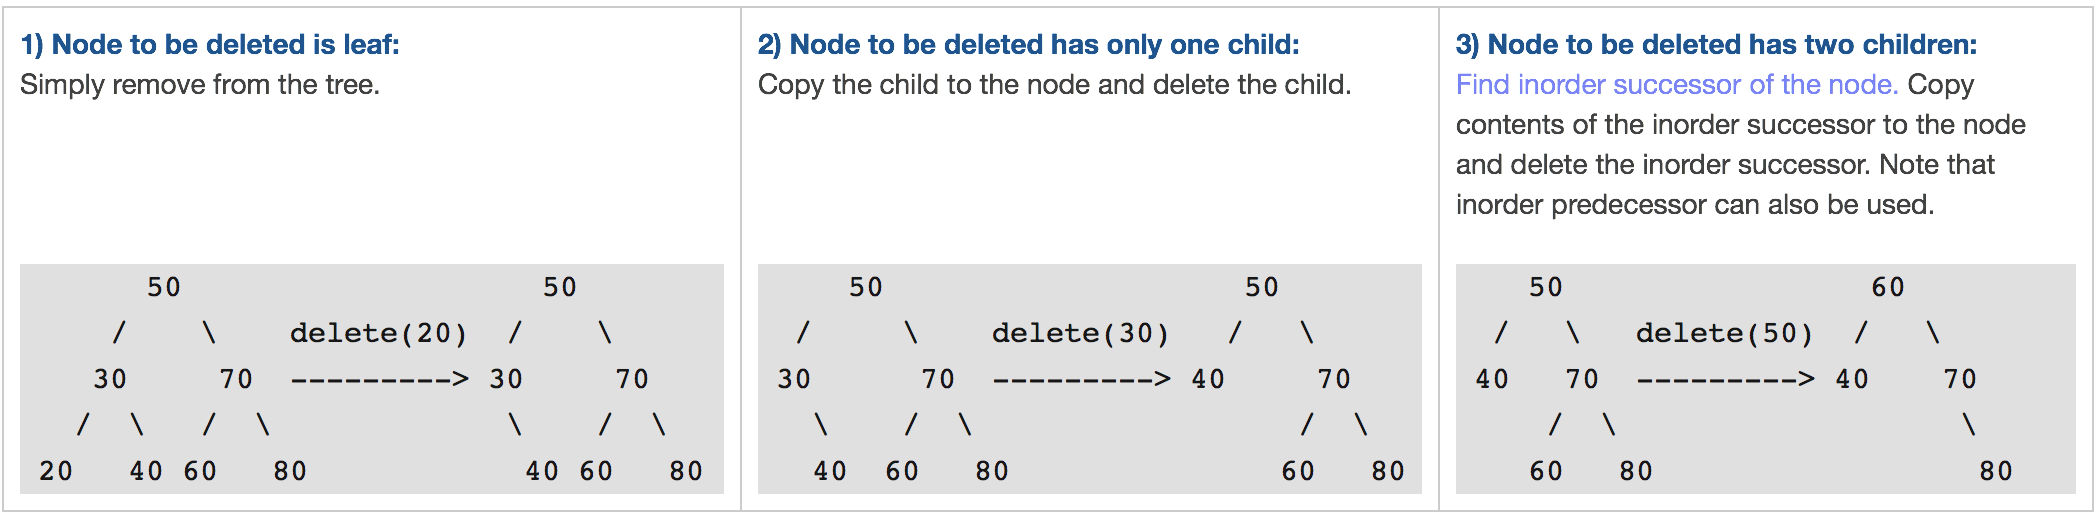 1) Node to be deleted is leaf:
Simply remove from the tree.
50 50
/ \ delete(20) / \
30 70 ---------> 30 70
/ \ / \ \ / \
20 40 60 80 40 60 80
2) Node to be deleted has only one child:
Copy the child to the node and delete the child.
50 50
/ \ delete(30) / \
30 70 ---------> 40 70
\ / \ / \
40 60 80 60 80
3) Node to be deleted has two children:
Find inorder successor of the node. Copy
contents of the inorder successor to the node
and delete the inorder successor. Note that
inorder predecessor can also be used.
50 60
/ \ delete(50) / \
40 70 ---------> 40 70
/ \ \
60 80 80